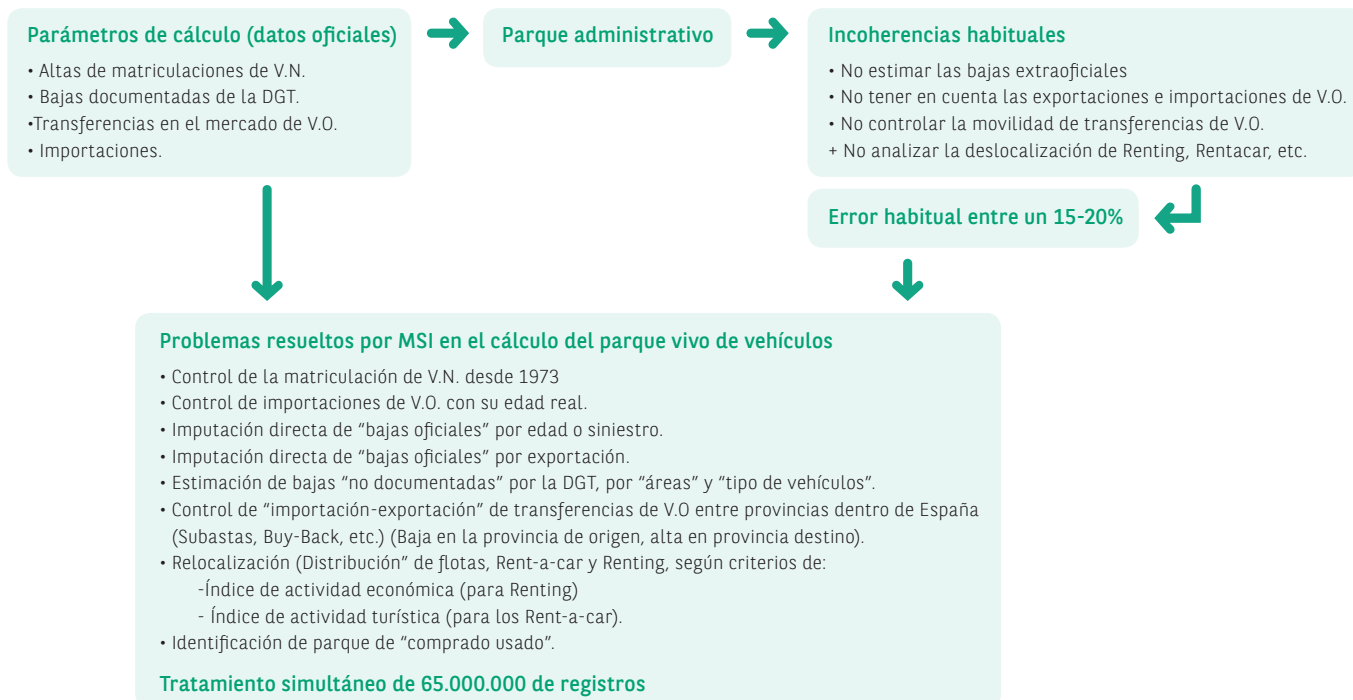 Parámetros de cálculo (datos oficiales)
• Altas de matriculaciones de V.N.
• Bajas documentadas de la DGT.
•Transferencias en el mercado de V.O.
• Importaciones.
Parque administrativo
Incoherencias habituales
• No estimar las bajas extraoficiales
• No tener en cuenta las exportaciones e importaciones de V.O.
• No controlar la movilidad de transferencias de V.O.
+ No analizar la deslocalización de Renting, Rentacar, etc.
Error habitual entre un 15-20%
Problemas resueltos por MSI en el cálculo del parque vivo de vehículos
• Control de la matriculación de V.N. desde 1973
• Control de importaciones de V.O. con su edad real.
• Imputación directa de “bajas oficiales” por edad o siniestro.
• Imputación directa de “bajas oficiales” por exportación.
• Estimación de bajas “no documentadas” por la DGT, por “áreas” y “tipo de vehículos”.
• Control de “importación-exportación” de transferencias de V.O entre provincias dentro de España
(Subastas, Buy-Back, etc.) (Baja en la provincia de origen, alta en provincia destino).
• Relocalización (Distribución” de flotas, Rent-a-car y Renting, según criterios de:
-Índice de actividad económica (para Renting)
- Índice de actividad turística (para los Rent-a-car).
• Identificación de parque de “comprado usado”.
Tratamiento simultáneo de 65.000.000 de registros